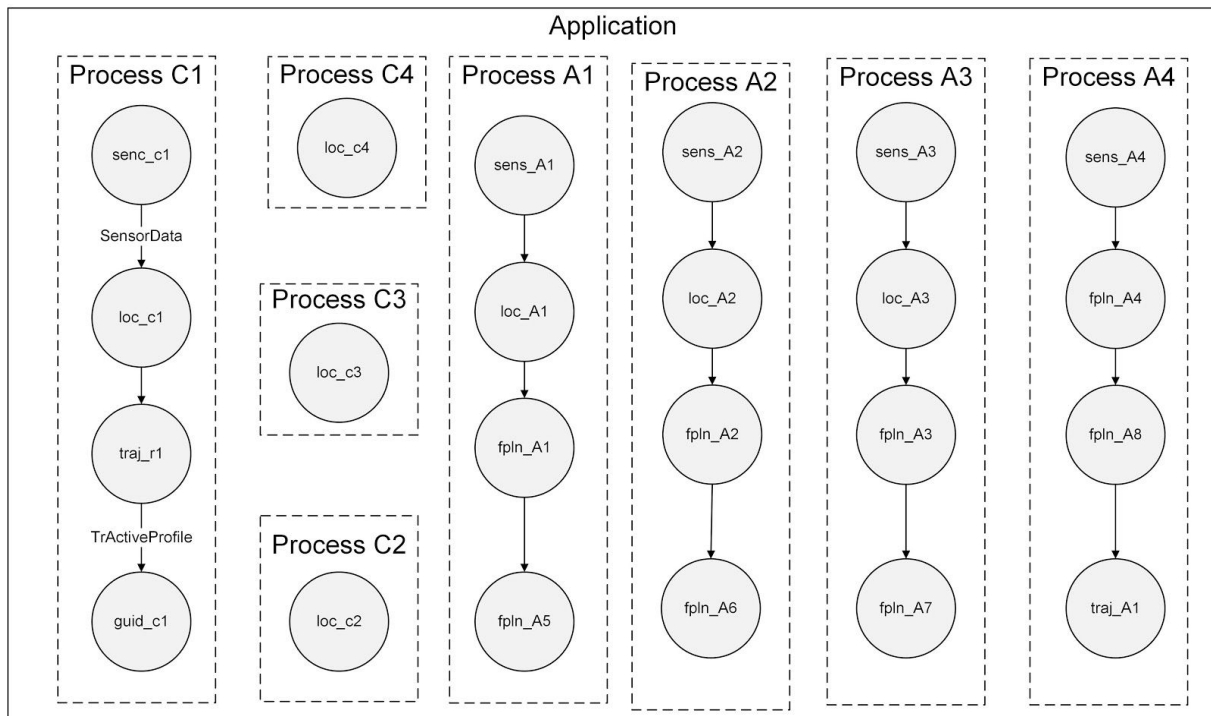 Application
Process C1
senc_c1
SensorData
loc_c1
traj_r1
TrActiveProfile
guid_c1
Process C4
loc_c4
Process C3
loc_c3
Process C2
loc_c2
Process A1
sens_A1
loc_A1
fpln_A1
fpln_A5
Process A2
sens_A2
loc_A2
fpln_A2
fpln_A6
Process A3
sens_A3
loc_A3
fpln_A3
fpln_A7
Process A4
sens_A4
fpln_A4
fpln_A8
traj_A1